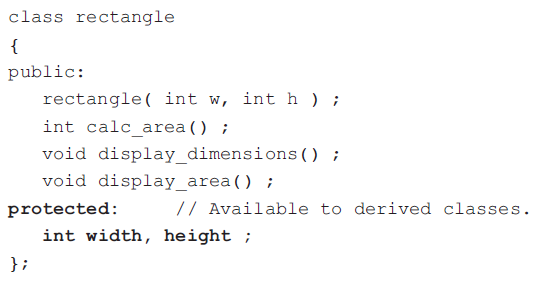 class rectangle
{
public:
rectangle( int w, int h ) ;
int calc_area() ;
void display_dimensions() ;
void display_area() ;
protected: // Available to derived classes.
int width, height ;
};